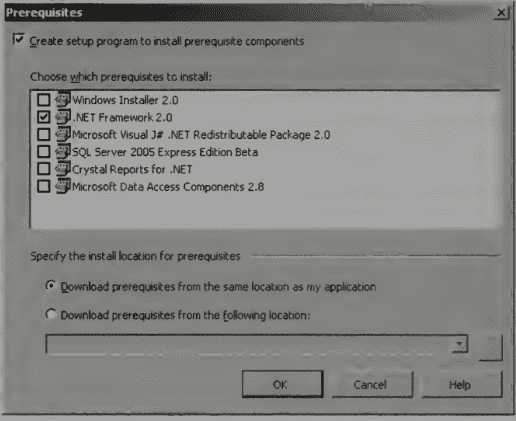 Prerequisites
Create setup program to install prerequisite components
Choose which prerequisites to install:
Windows Installer 2.0
.NET Framework 2.0
Microsoft Visual J# .NET Redistributable Package 2.0
SQL Server 2005 Express Edition Beta
Crystal Reports for .NET
Microsoft Data Access Components 2.8
Specify the install location for prerequisites
Download prerequisites from the same location as my application
Download prerequisites from the following location:
OK Cancel Help